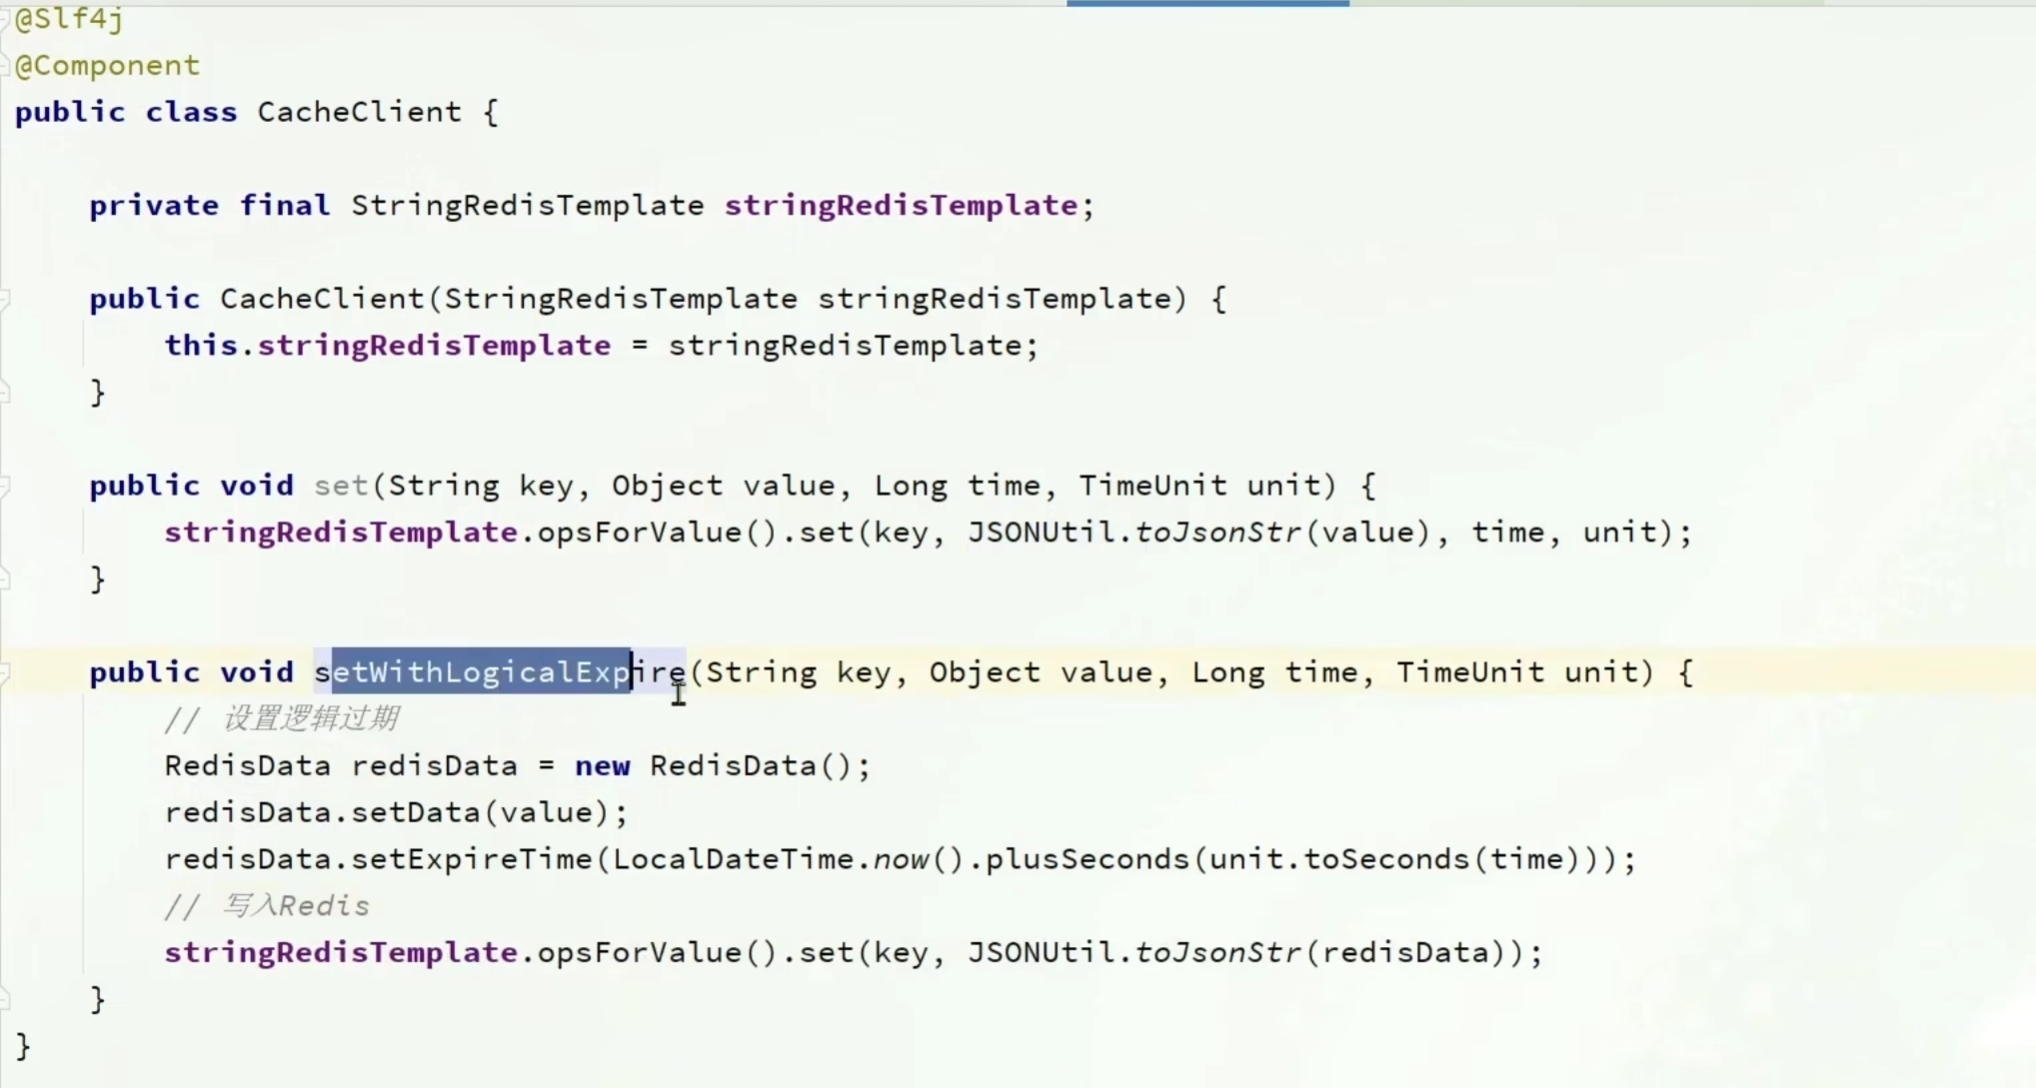 @Slf4j
@Component
public class CacheClient {
private final StringRedisTemplate stringRedisTemplate;
public CacheClient(StringRedisTemplate stringRedisTemplate) {
this.stringRedisTemplate = stringRedisTemplate;
}
public void set(String key, Object value, Long time, TimeUnit unit) {
stringRedisTemplate.opsForValue().set(key, JSONUtil.toJsonStr(value), time, unit);
}
public void setWithLogicalExpire(String key, Object value, Long time, TimeUnit unit) {
// 设置逻辑过期
RedisData redisData = new RedisData();
redisData.setData(value);
redisData.setExpireTime(LocalDateTime.now().plusSeconds(unit.toSeconds(time)));
// 写入Redis
stringRedisTemplate.opsForValue().set(key, JSONUtil.toJsonStr(redisData));
}
}